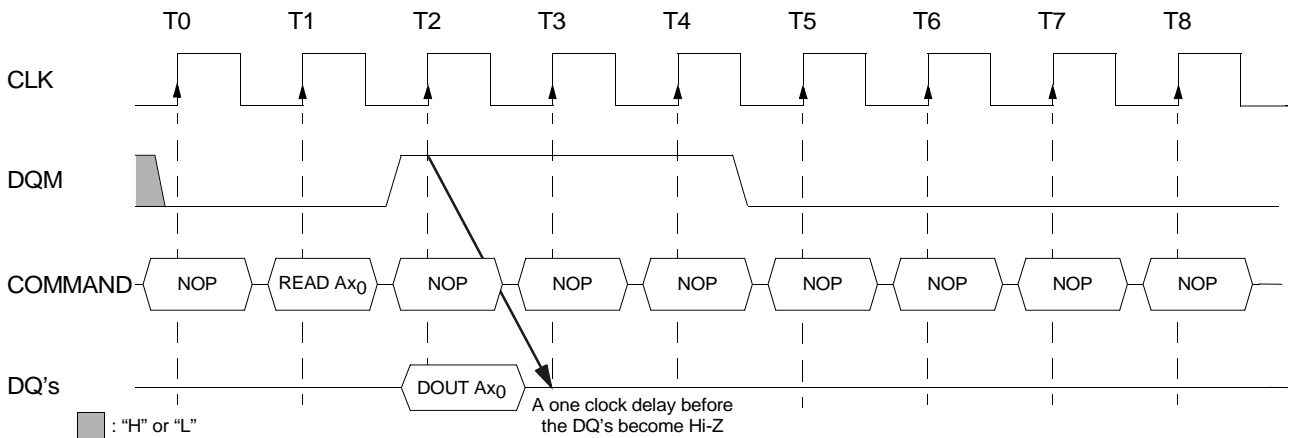 T0 T1 T2 T3 T4 T5 T6 T7 T8
CLK
DQM
COMMAND NOP READ Ax0 NOP NOP NOP NOP NOP NOP NOP
DQ's DOUT Ax0
A one clock delay before
the DQ's become Hi-Z
: “H” or “L”